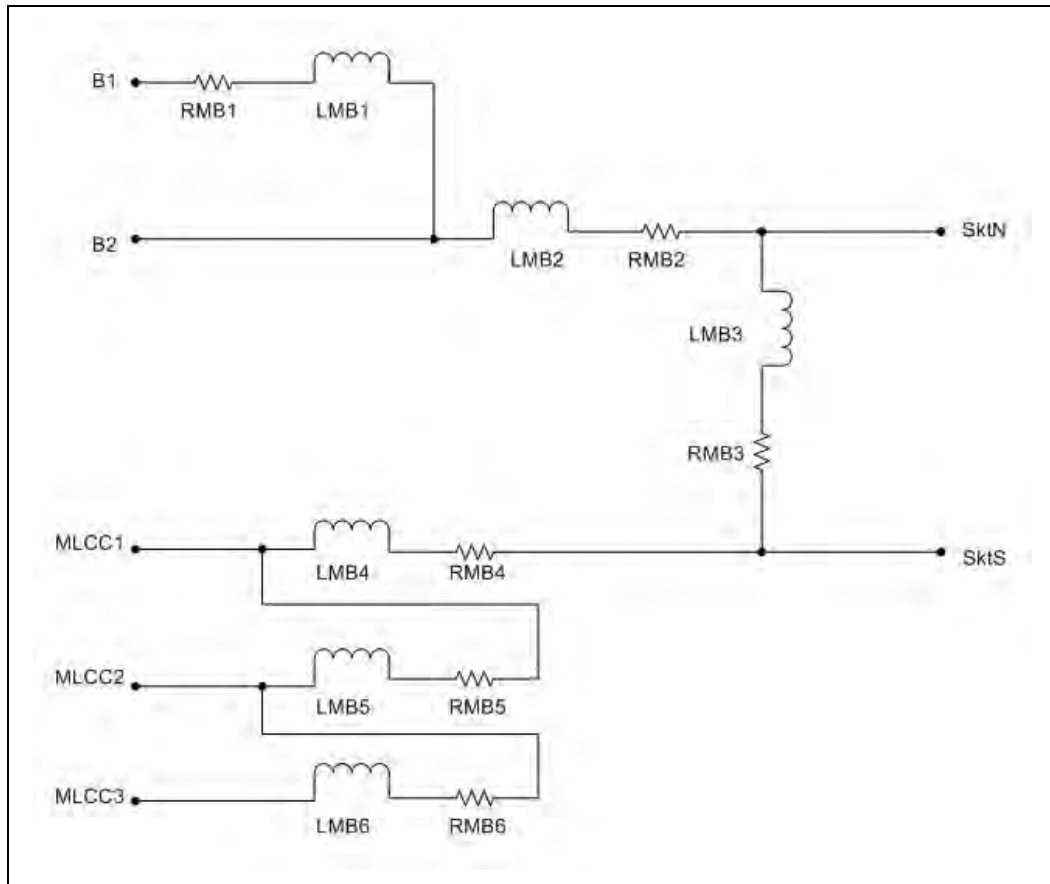 B1
RMB1
LMB1
B2
LMB2
RMB2
SktN
LMB3
RMB3
MLCC1
LMB4
RMB4
SktS
MLCC2
LMB5
RMB5
MLCC3
LMB6
RMB6